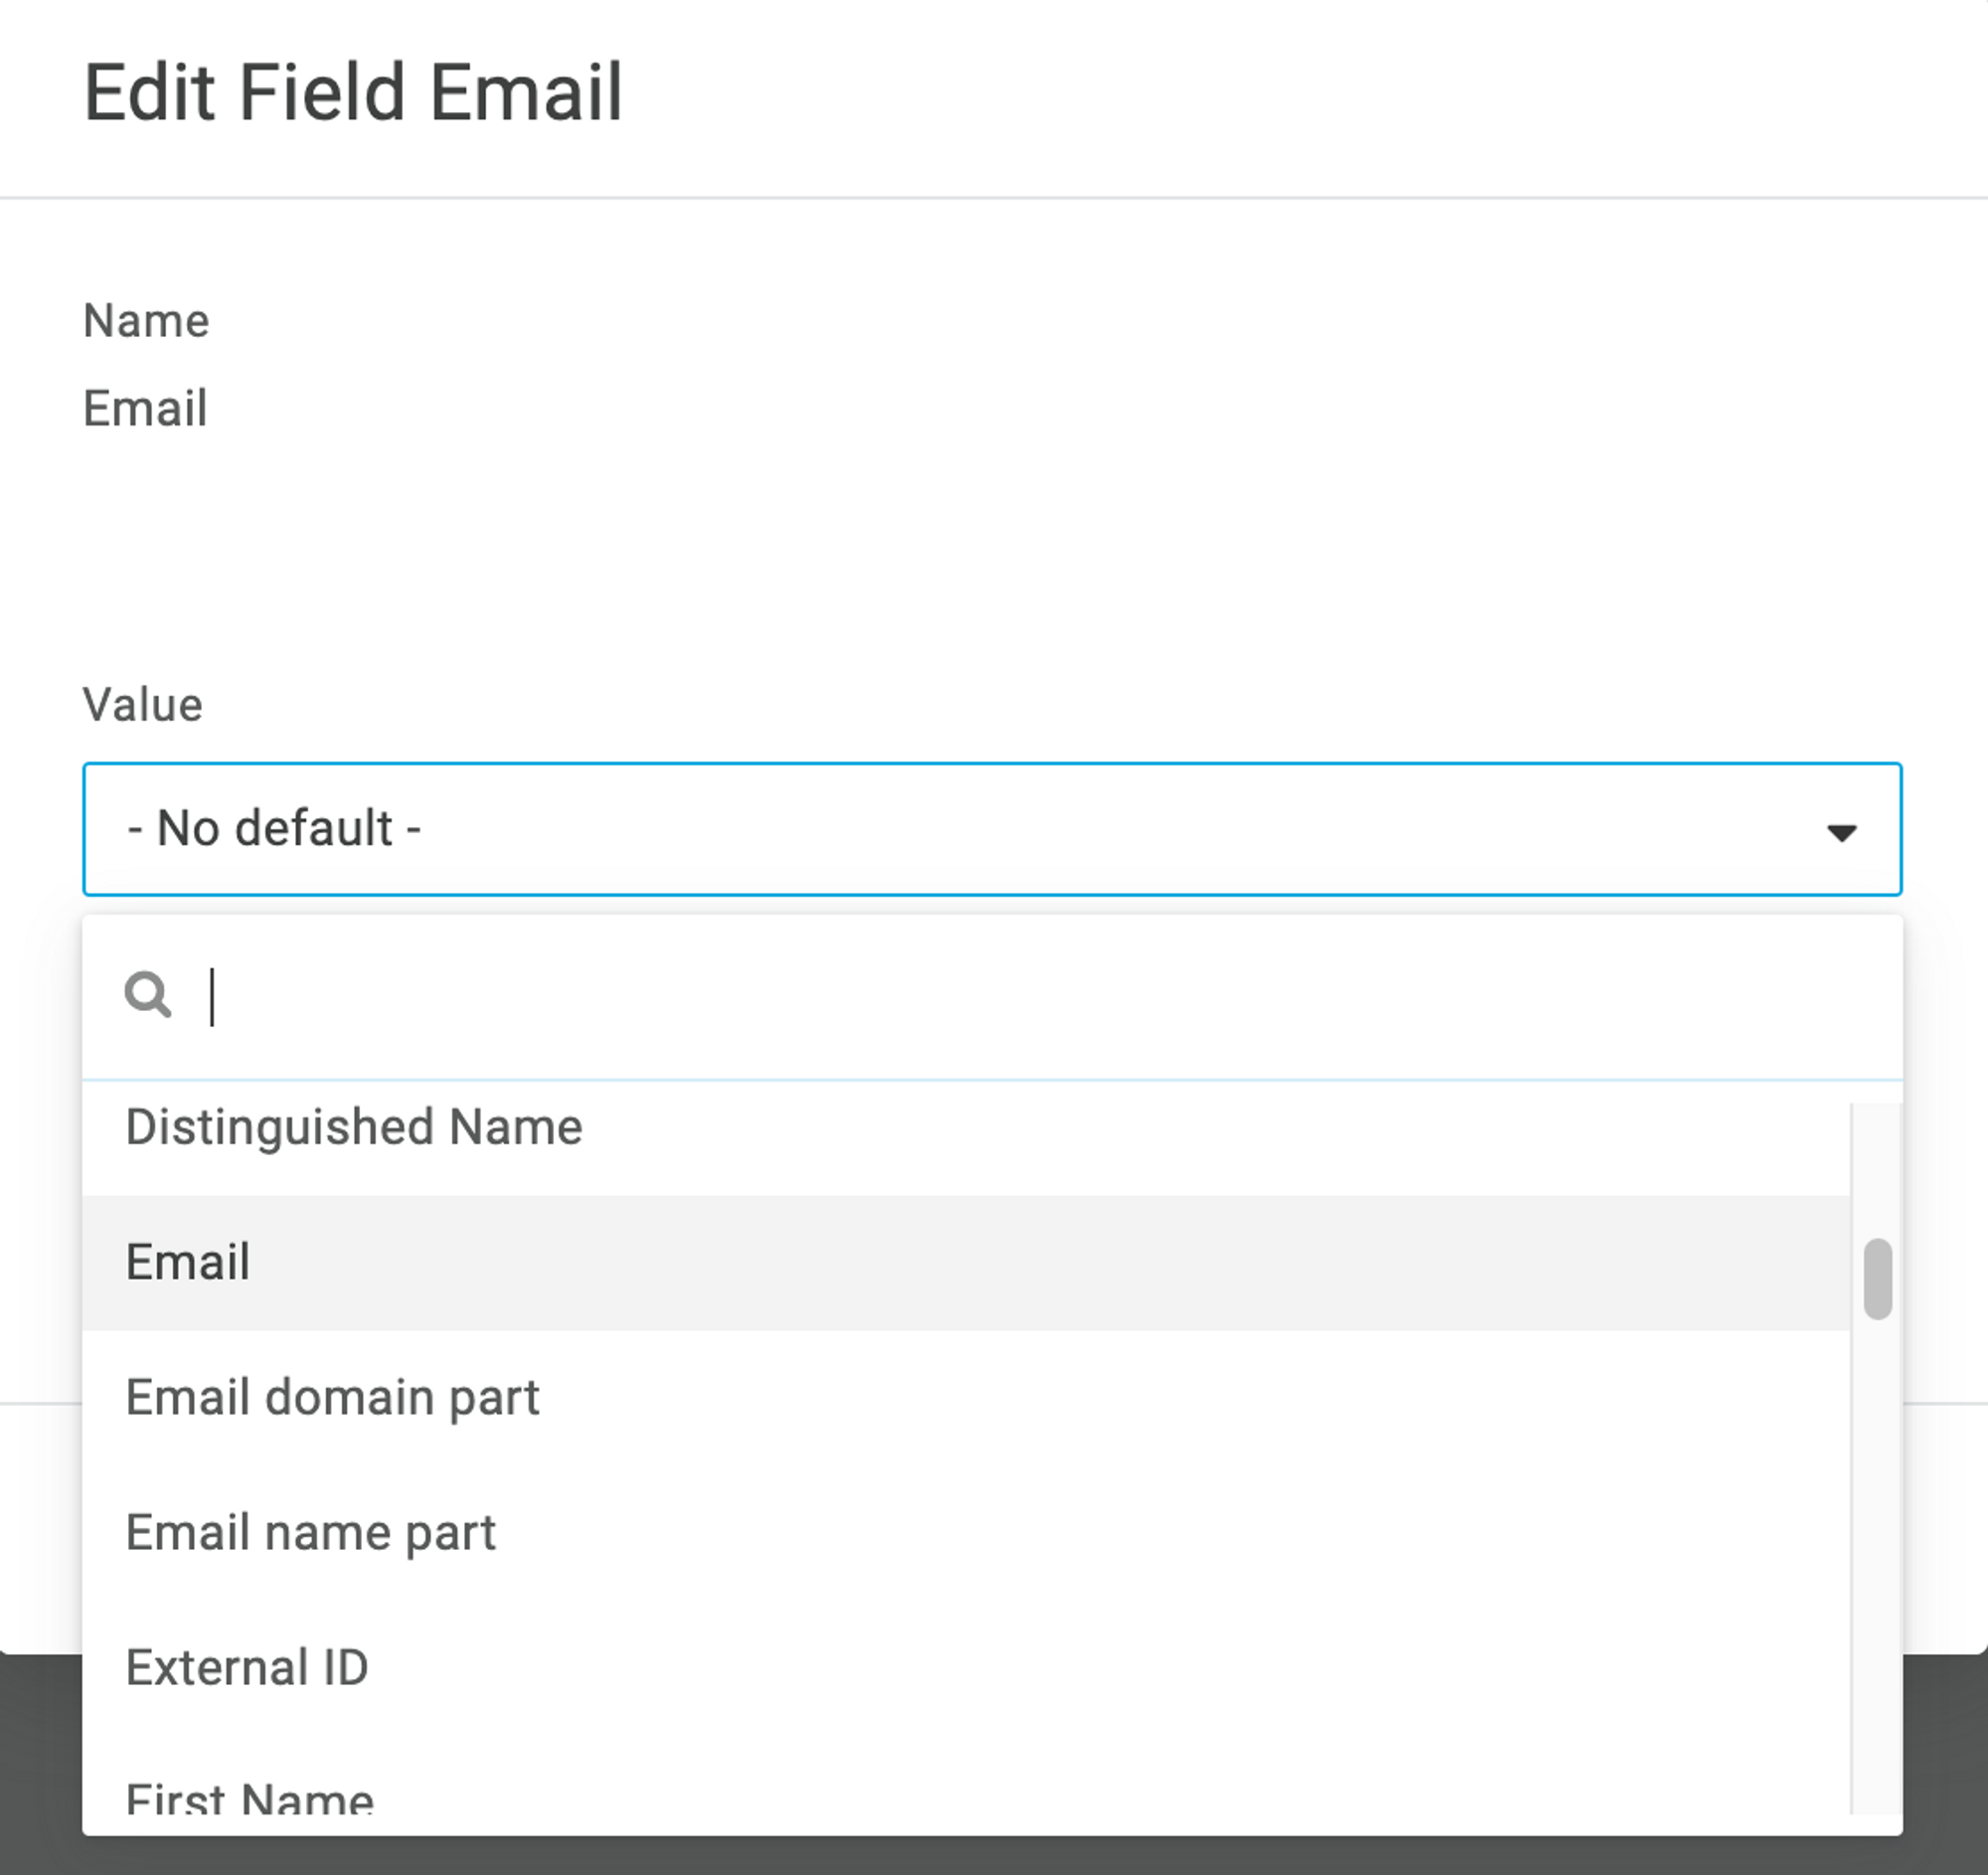 Edit Field Email
Name
Email
Value
- No default -
Distinguished Name
Email
Email domain part
Email name part
External ID
First Name